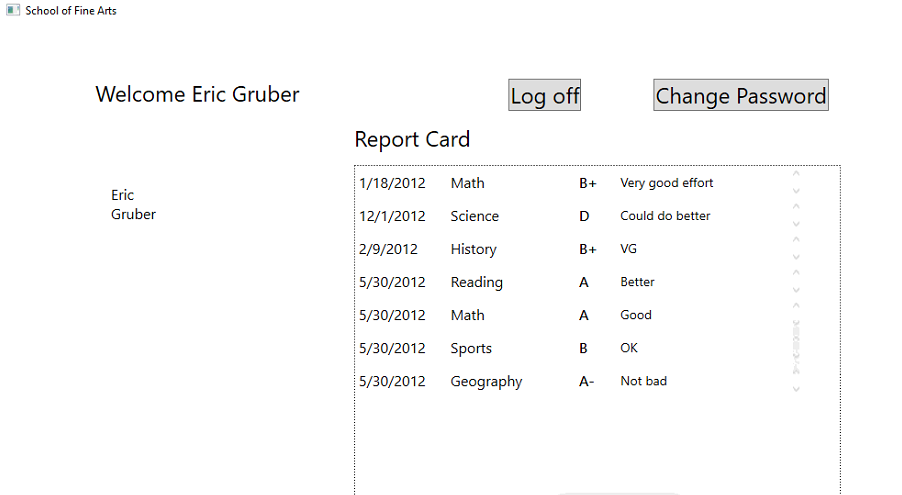 School of Fine Arts
Welcome Eric Gruber
Log off
Change Password
Report Card
Eric
Gruber
1/18/2012 Math B+ Very good effort
12/1/2012 Science D Could do better
2/9/2012 History B+ VG
5/30/2012 Reading A Better
5/30/2012 Math A Good
5/30/2012 Sports B OK
5/30/2012 Geography A- Not bad